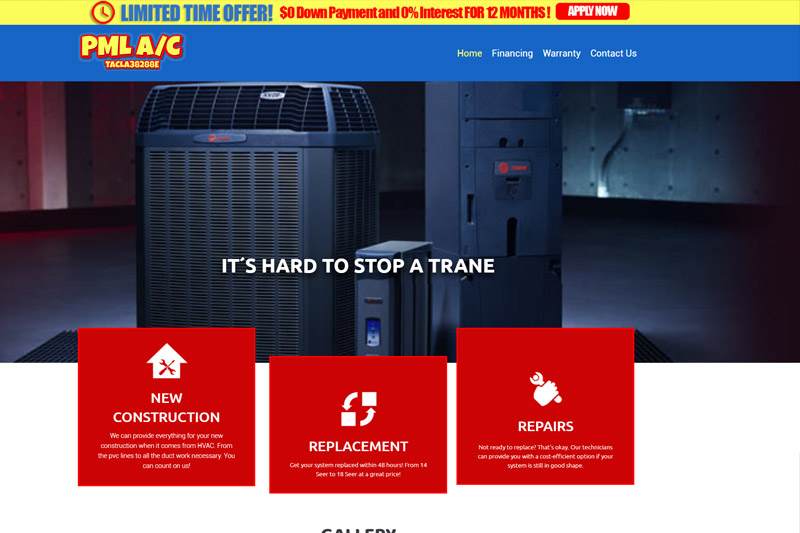 LIMITED TIME OFFER! $0 Down Payment and 0% Interest FOR 12 MONTHS! APPLY NOW
PML A/C
TACLA38288E
Home Financing Warranty Contact Us
IT´S HARD TO STOP A TRANE
NEW
CONSTRUCTION
We can provide everything for your new
construction when it comes from HVAC. From
the pvc lines to all the duct work necessary. You
can count on us!
REPLACEMENT
Get your system replaced within 48 hours! From 14
Seer to 18 Seer at a great price!
REPAIRS
Not ready to replace? That's okay. Our technicians
can provide you with a cost-efficient option if your
system is still in good shape.
GALLERY